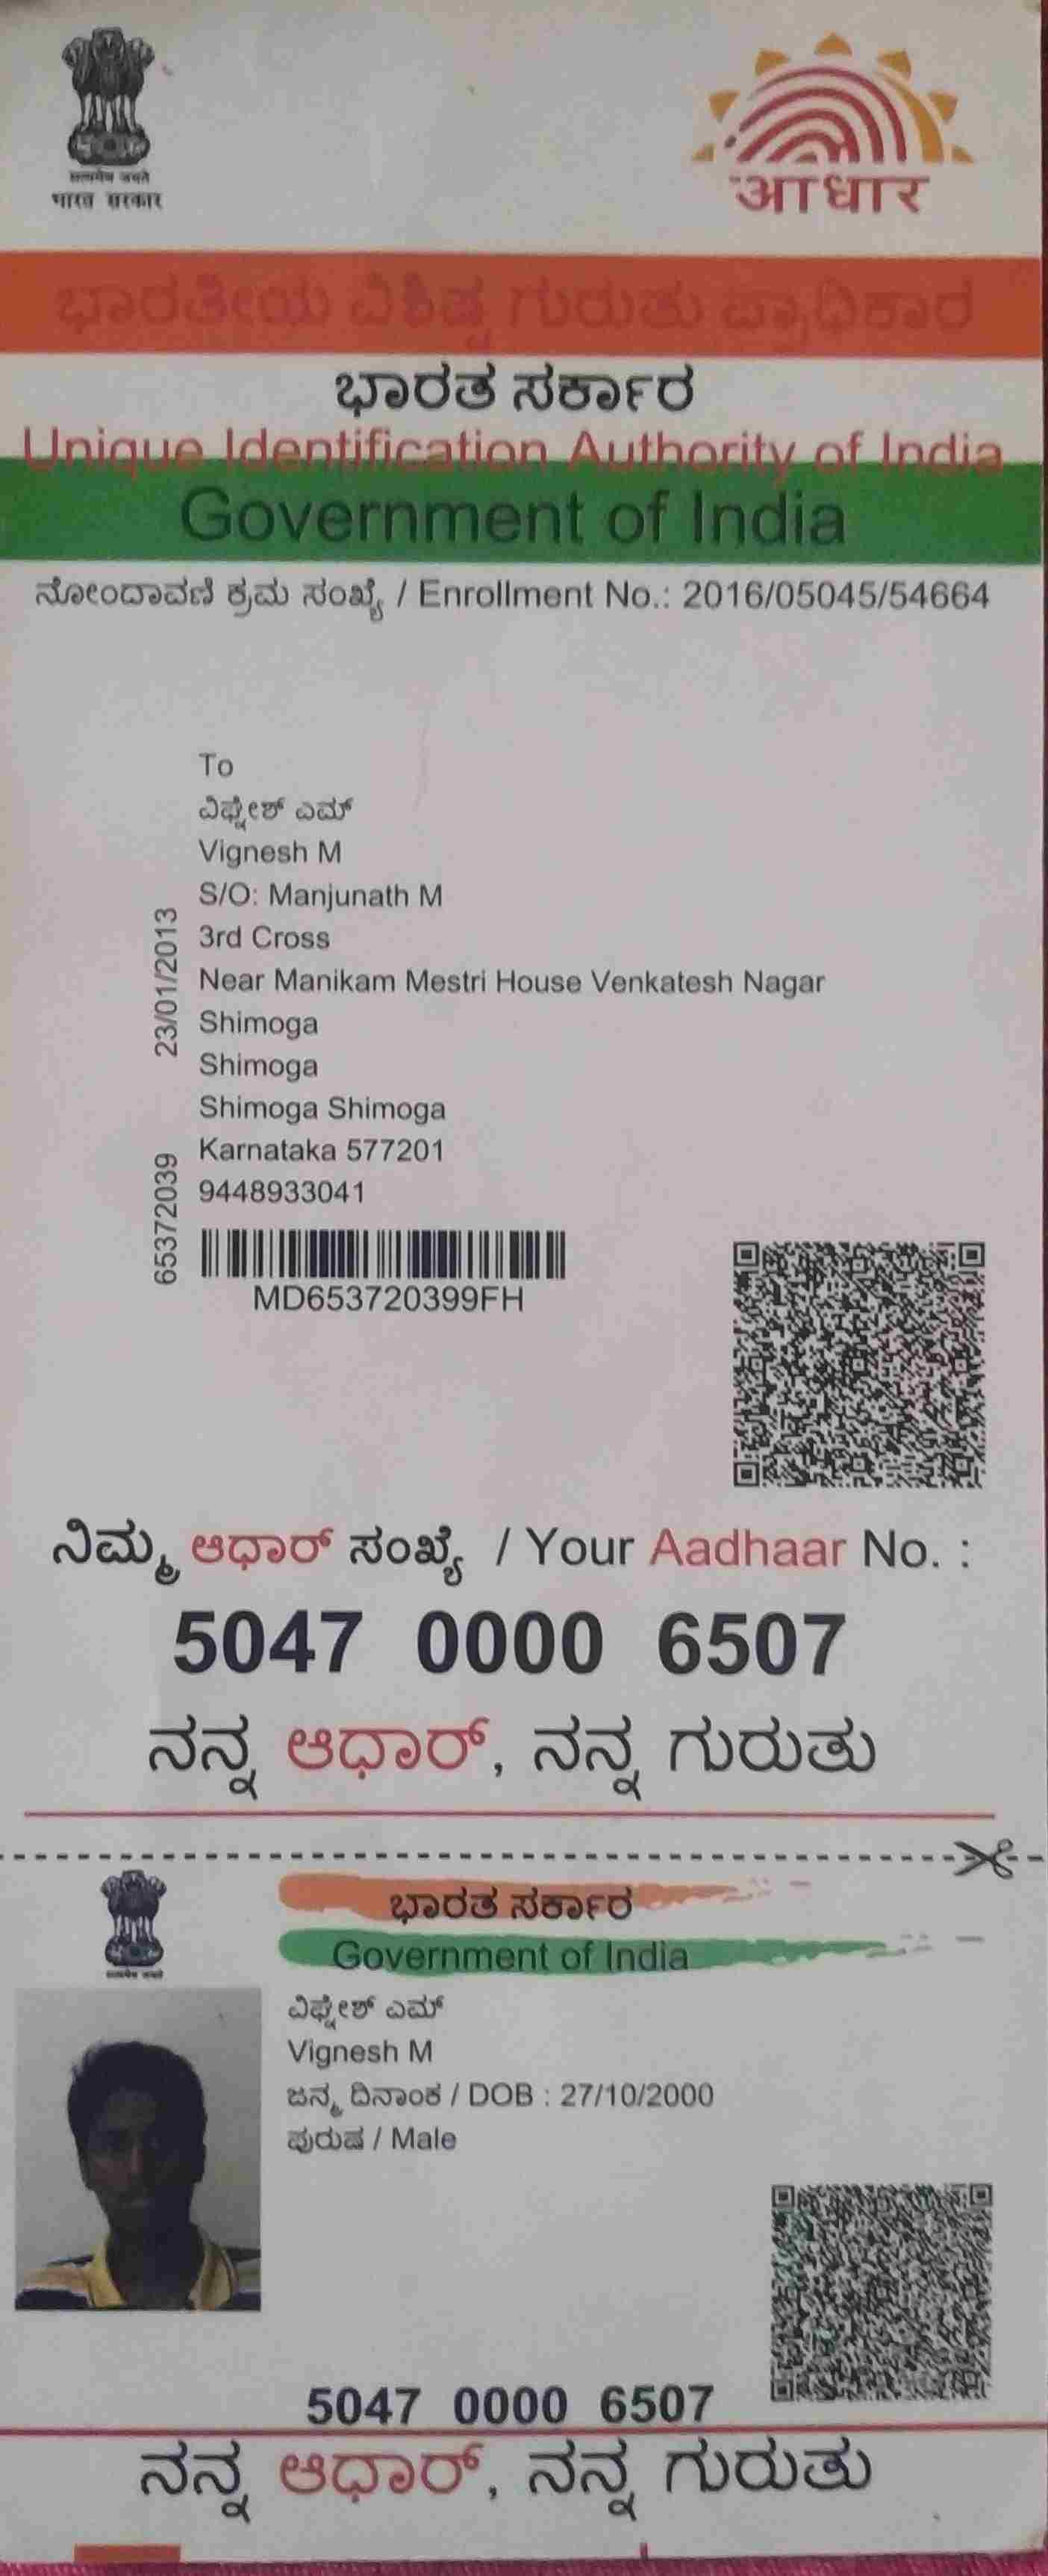 सत्यमेव जयते
भारत सरकार
आधार
ಭಾರತೀಯ ವಿಶಿಷ್ಟ ಗುರುತು ಪ್ರಾಧಿಕಾರ
ಭಾರತ ಸರ್ಕಾರ
Unique Identification Authority of India
Government of India
ನೋಂದಾವಣಿ ಕ್ರಮ ಸಂಖ್ಯೆ / Enrollment No.: 2016/05045/54664
To
ವಿಘ್ನೇಶ್ ಎಮ್
Vignesh M
S/O: Manjunath M
3rd Cross
Near Manikam Mestri House Venkatesh Nagar
Shimoga
Shimoga
Shimoga Shimoga
Karnataka 577201
9448933041
23/01/2013
65372039
MD653720399FH
ನಿಮ್ಮ ಆಧಾರ್ ಸಂಖ್ಯೆ / Your Aadhaar No. :
5047 0000 6507
ನನ್ನ ಆಧಾರ್, ನನ್ನ ಗುರುತು
ಭಾರತ ಸರ್ಕಾರ
Government of India
ವಿಘ್ನೇಶ್ ಎಮ್
Vignesh M
ಜನ್ಮ ದಿನಾಂಕ / DOB : 27/10/2000
ಪುರುಷ / Male
5047 0000 6507
ನನ್ನ ಆಧಾರ್, ನನ್ನ ಗುರುತು